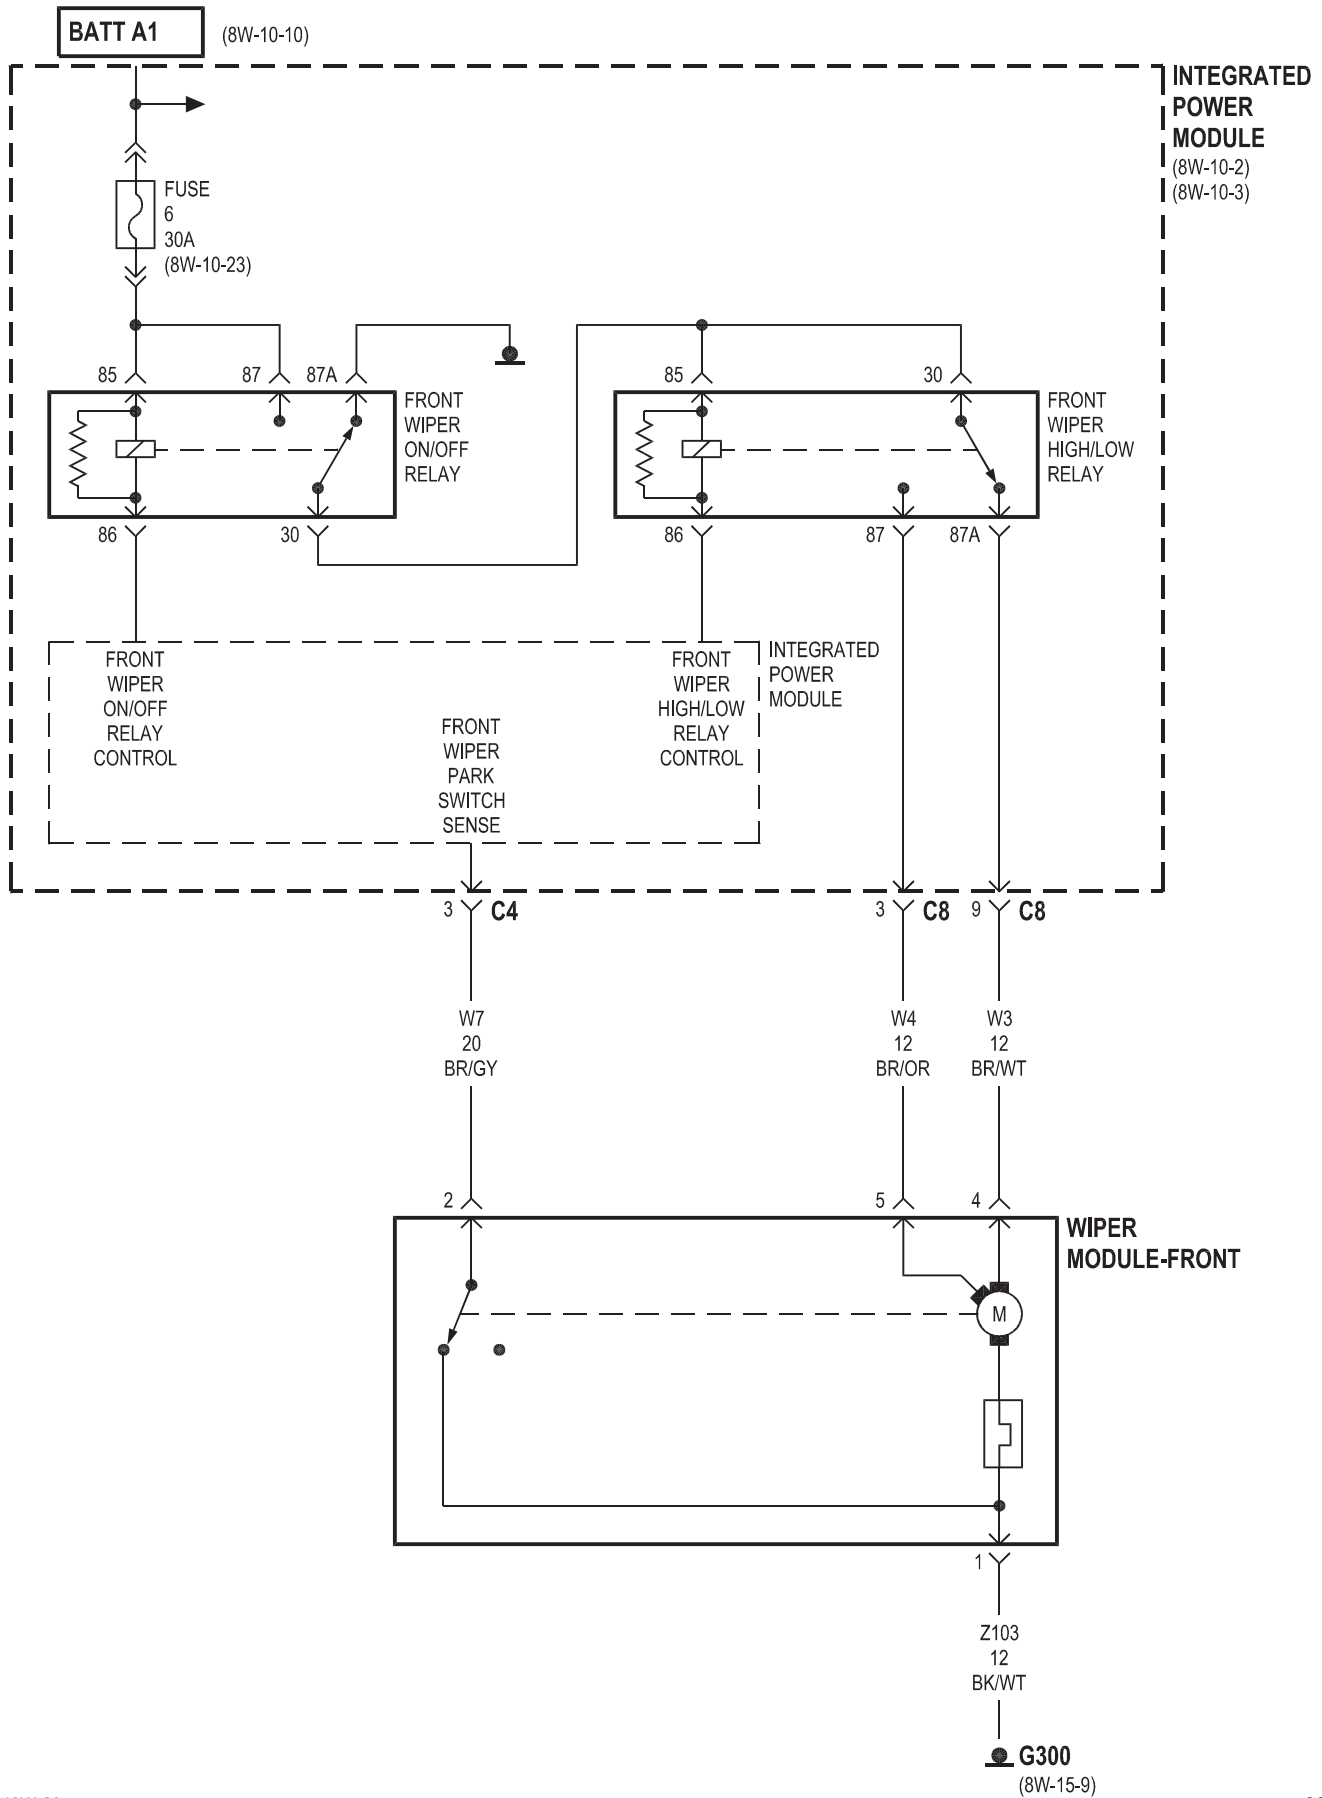 BATT A1
(8W-10-10)
INTEGRATED
POWER
MODULE
(8W-10-2)
(8W-10-3)
FUSE
6
30A
(8W-10-23)
85
87
87A
85
30
FRONT
WIPER
ON/OFF
RELAY
FRONT
WIPER
HIGH/LOW
RELAY
86
30
86
87
87A
FRONT
WIPER
ON/OFF
RELAY
CONTROL
FRONT
WIPER
PARK
SWITCH
SENSE
FRONT
WIPER
HIGH/LOW
RELAY
CONTROL
INTEGRATED
POWER
MODULE
3
C4
3
C8
9
C8
W7
20
BR/GY
W4
12
BR/OR
W3
12
BR/WT
2
5
4
WIPER
MODULE-FRONT
M
1
Z103
12
BK/WT
G300
(8W-15-9)